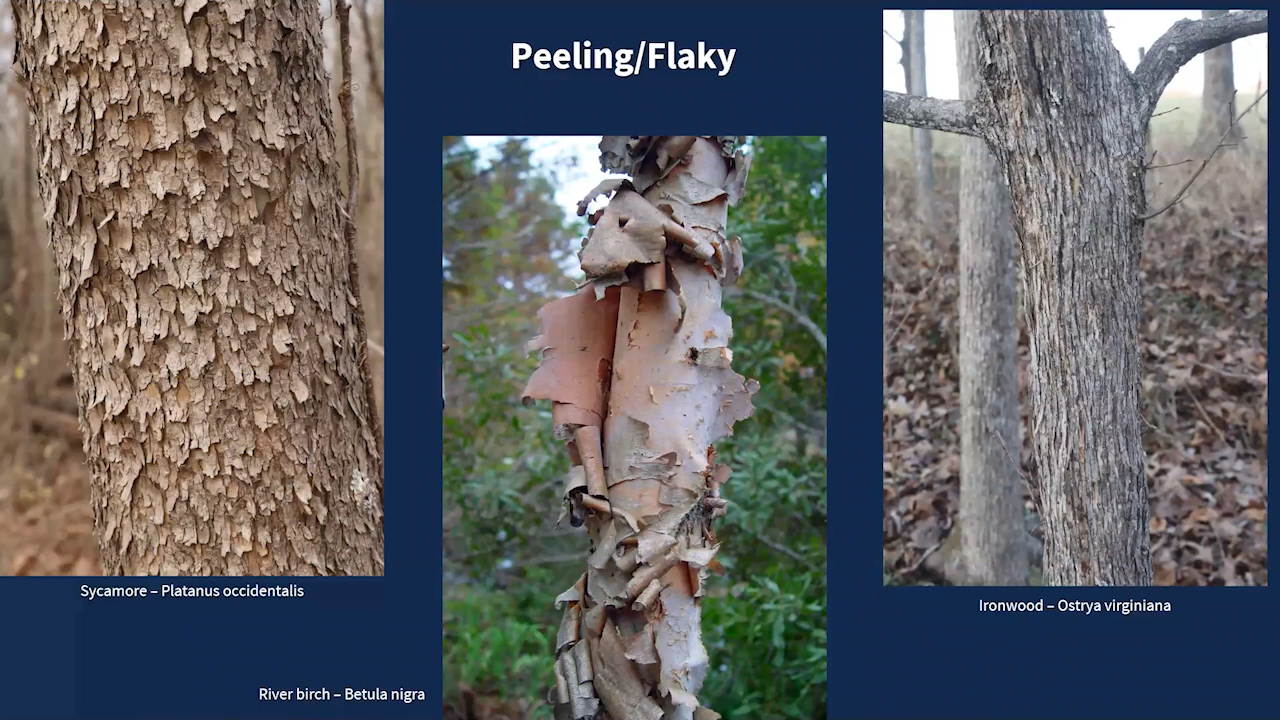 Peeling/Flaky
Sycamore – Platanus occidentalis
River birch – Betula nigra
Ironwood – Ostrya virginiana